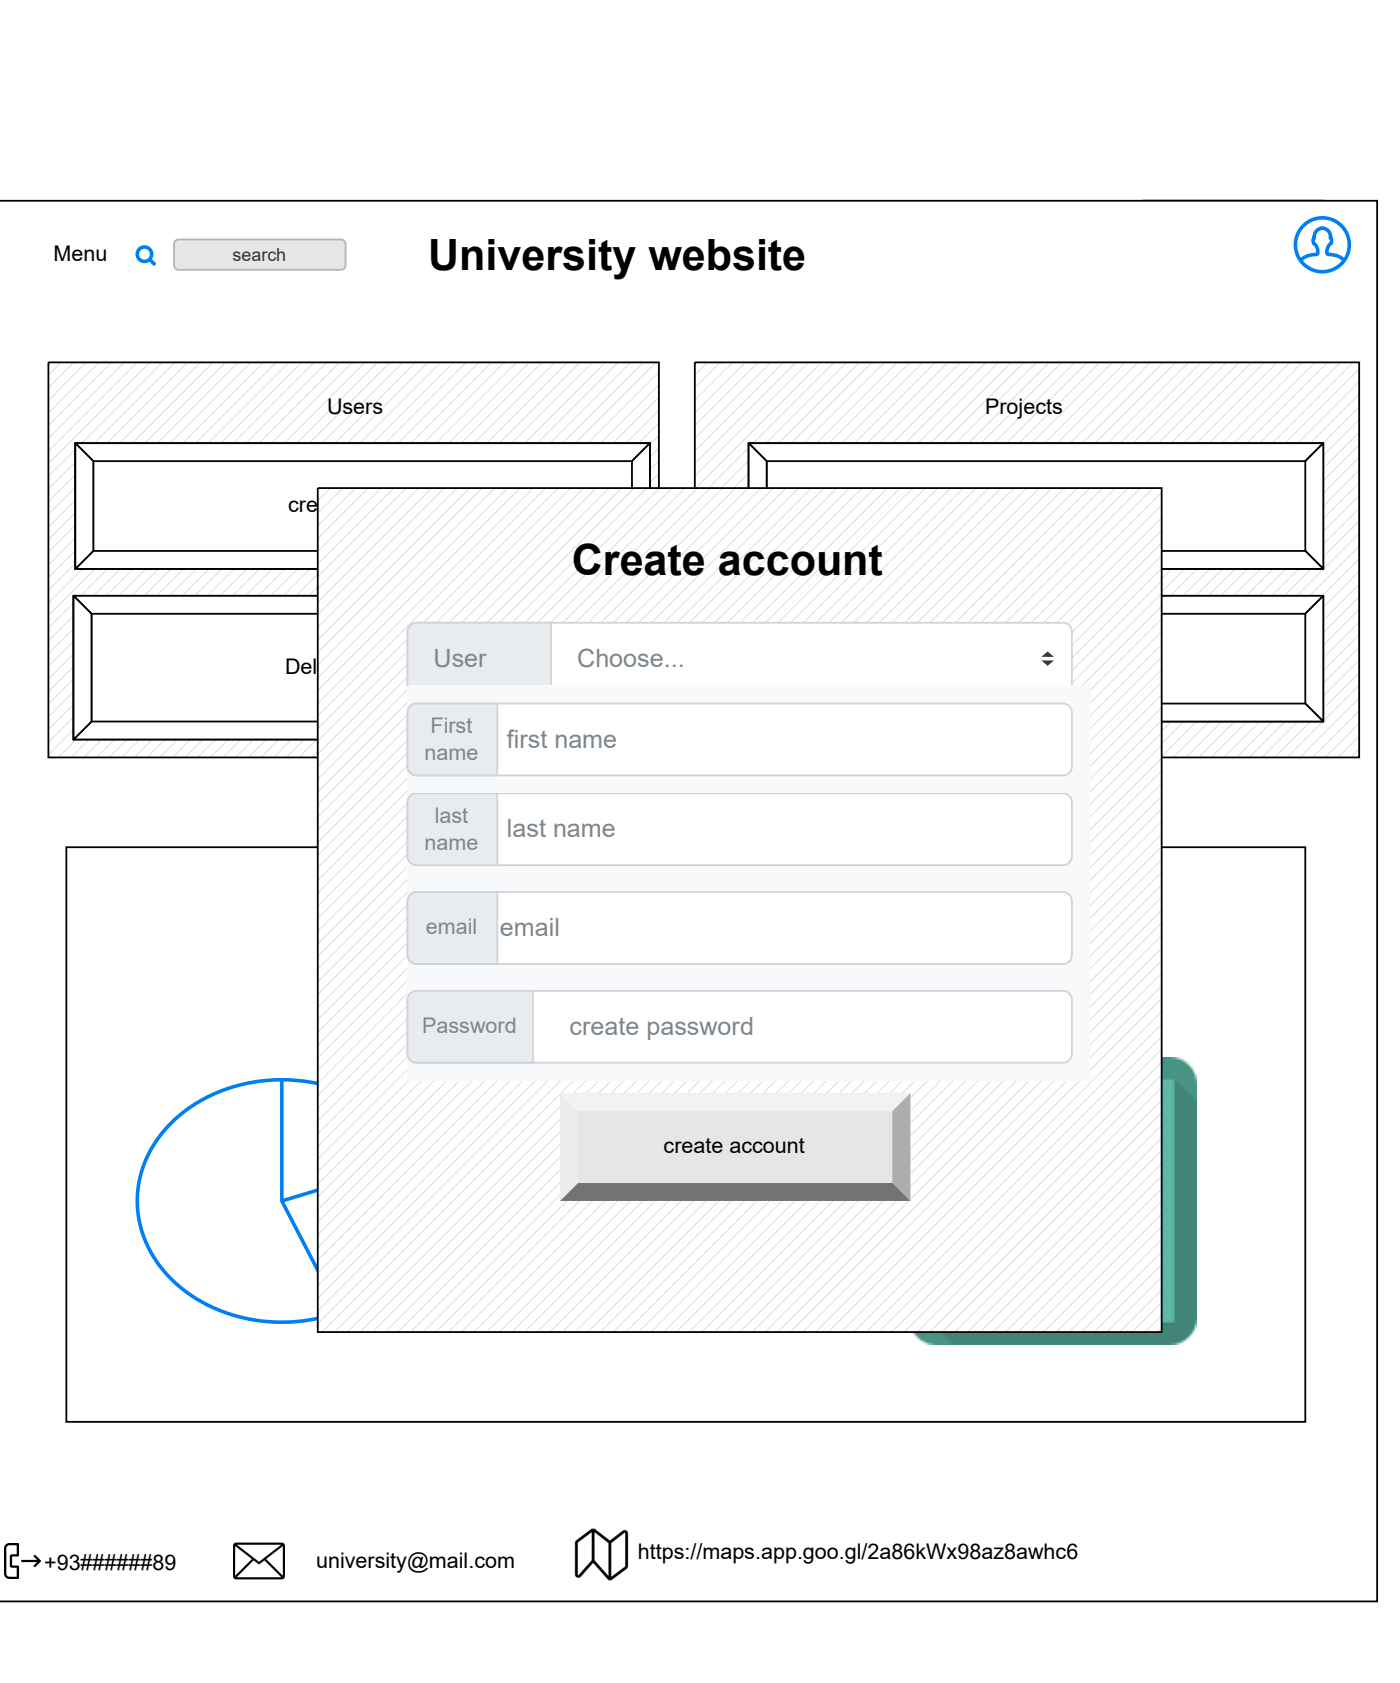 Menu
search
University website
Users
Projects
cre
Del
Create account
User
Choose...
First
name
first name
last
name
last name
email
email
Password
create password
create account
+93######89
university@mail.com
https://maps.app.goo.gl/2a86kWx98az8awhc6